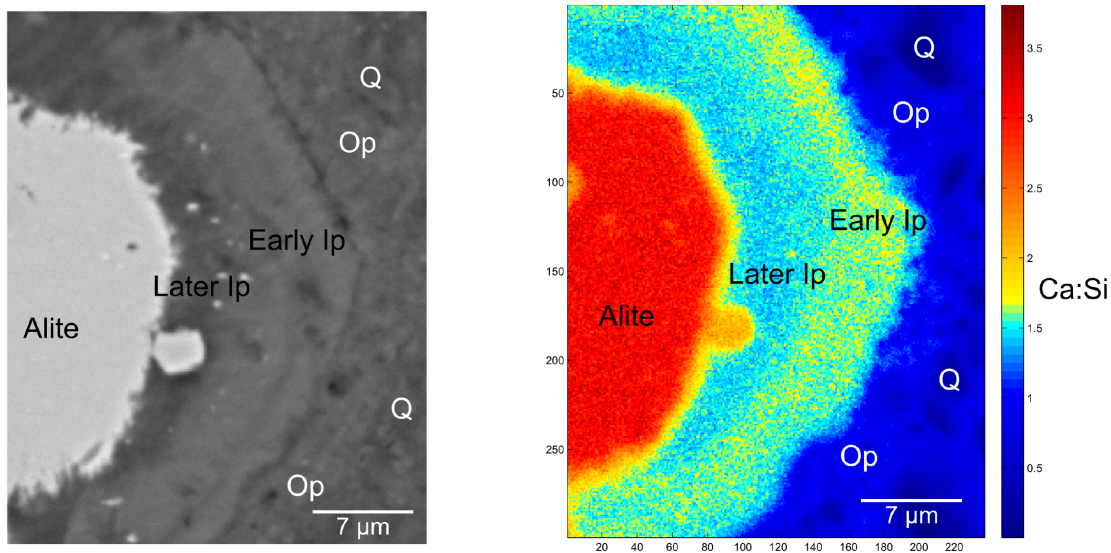 Q
Op
Early Ip
Later Ip
Alite
Q
Op
7 μm
50
100
150
200
250
20 40 60 80 100 120 140 160 180 200 220
Q
Op
Early Ip
Later Ip
Alite
Q
Op
7 μm
3.5
3
2.5
2
1.5
1
0.5
Ca:Si